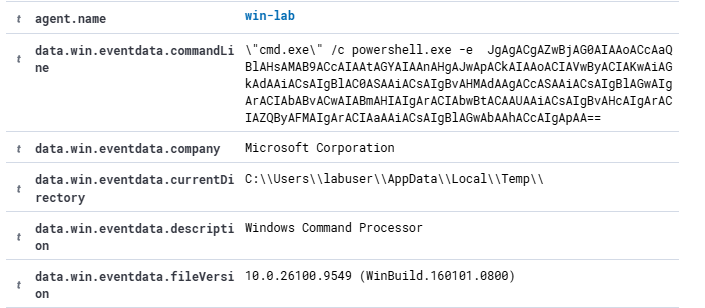 t agent.name win-lab
t data.win.eventdata.commandLi
ne
\"cmd.exe\" /c powershell.exe -e JgAgACgAZwBjAG0AIAAoACcAaQ
BlAHsAMAB9ACcAIAAtAGYAIAAnAHgAJwApACkAIAAoACIAVwByACIAKwAiAG
kAdAAiACsAIgBlAC0ASAAiACsAIgBvAHMAdAAgACcASAAiACsAIgBlAGwAIg
ArACIAbABvACwAIABmAHIAIgArACIAbwBtACAAUAAiACsAIgBvAHcAIgArAC
IAZQByAFMAIgArACIAaAAiACsAIgBlAGwAbAAhACcAIgApAA==
t data.win.eventdata.company Microsoft Corporation
t data.win.eventdata.currentDi
rectory
C:\\Users\\labuser\\AppData\\Local\\Temp\\
t data.win.eventdata.descripti
on
Windows Command Processor
t data.win.eventdata.fileVersi
on
10.0.26100.9549 (WinBuild.160101.0800)